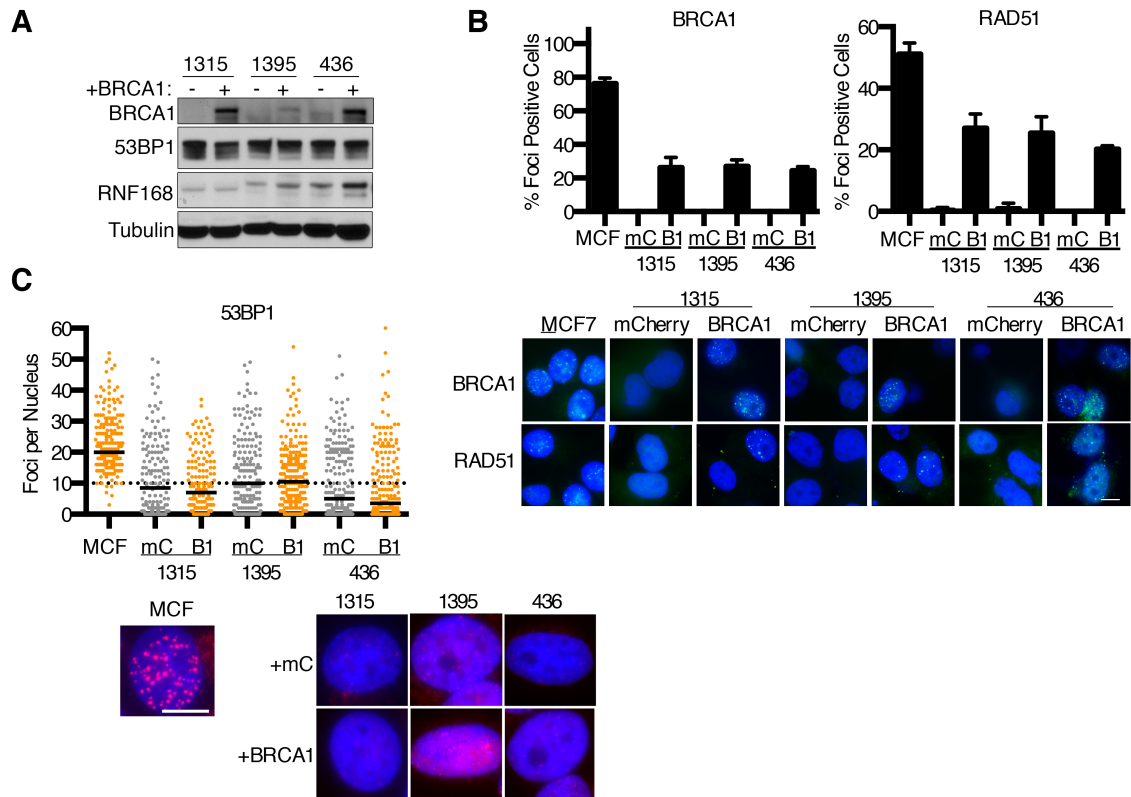 A
1315 1395 436
+BRCA1: - + - + - +
BRCA1
53BP1
RNF168
Tubulin
B
BRCA1
% Foci Positive Cells
100
80
60
40
20
0
MCF mC B1 mC B1 mC B1
1315 1395 436
RAD51
% Foci Positive Cells
60
40
20
0
MCF mC B1 mC B1 mC B1
1315 1395 436
1315 1395 436
MCF7 mCherry BRCA1 mCherry BRCA1 mCherry BRCA1
BRCA1
RAD51
C
53BP1
Foci per Nucleus
60
50
40
30
20
10
0
MCF mC B1 mC B1 mC B1
1315 1395 436
MCF
1315 1395 436
+mC
+BRCA1